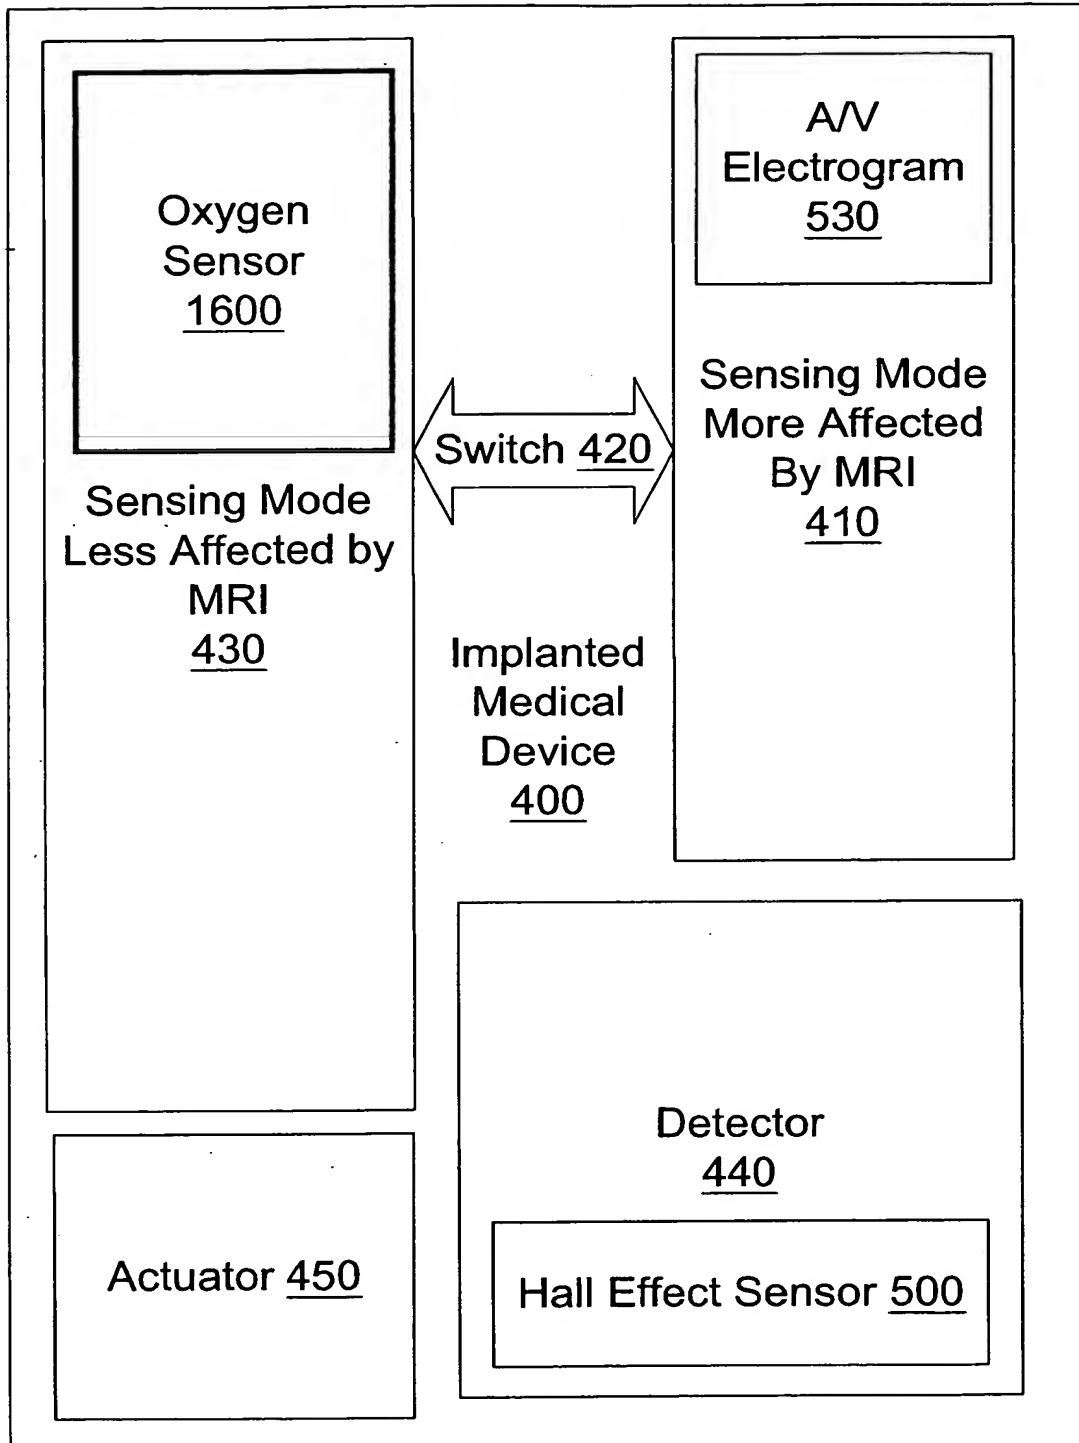 Oxygen
Sensor
1600
Sensing Mode
Less Affected by
MRI
430
A/V
Electrogram
530
Sensing Mode
More Affected
By MRI
410
Switch 420
Implanted
Medical
Device
400
Detector
440
Hall Effect Sensor 500
Actuator 450